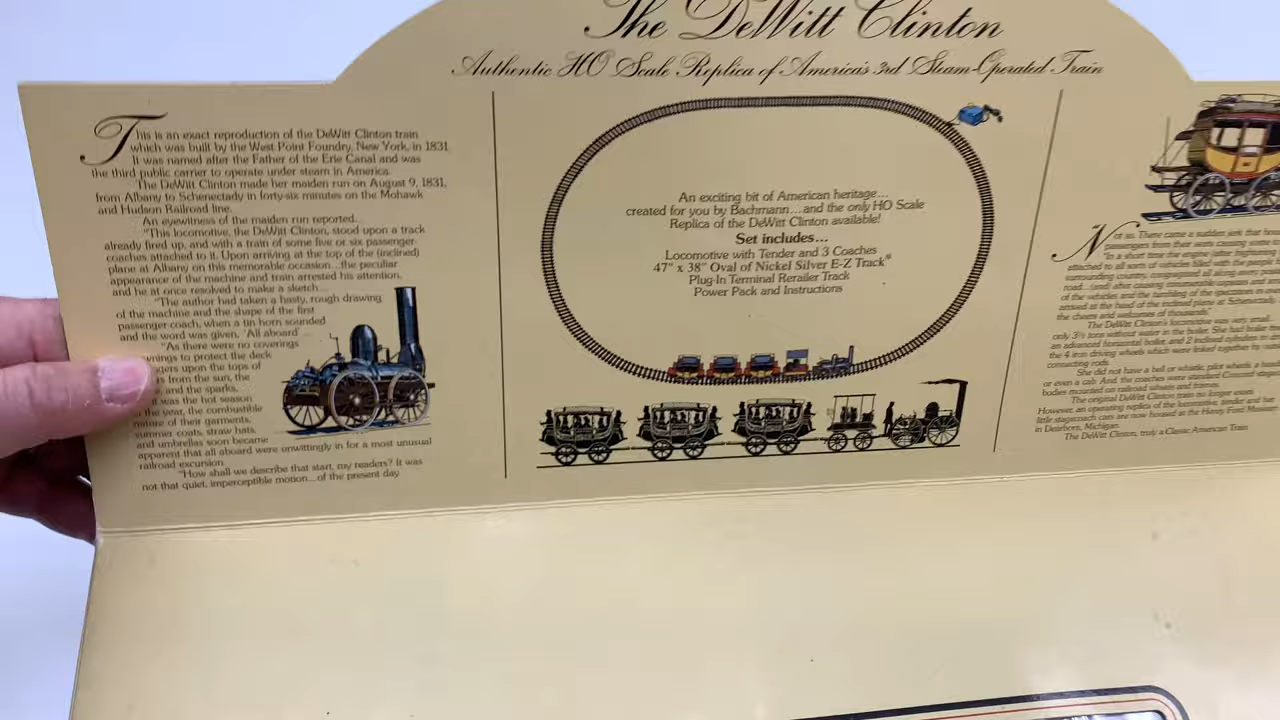 The DeWitt Clinton
Authentic HO Scale Replica of America's 3rd Steam-Operated Train
This is an exact reproduction of the DeWitt Clinton train
which was built by the West Point Foundry, New York, in 1831.
It was named after the Father of the Erie Canal and was
the third public carrier to operate under steam in America.
The DeWitt Clinton made her maiden run on August 9, 1831,
from Albany to Schenectady in forty-six minutes on the Mohawk
and Hudson Railroad line.
An eyewitness of the maiden run reported...
"This locomotive, the DeWitt Clinton, stood upon a track
already fired up, and with a train of some five or six passenger-
coaches attached to it. Upon arriving at the top of the (inclined)
plane at Albany on this memorable occasion...the peculiar
appearance of the machine and train arrested his attention,
and he at once resolved to make a sketch...
"The author had taken a hasty, rough drawing
of the machine and the shape of the first
passenger coach, when a tin horn sounded
and the word was given, 'All aboard'...
"As there were no coverings
to protect the deck
upon the tops of
from the sun, the
and the sparks,
it was the hot season
the year, the combustible
nature of their garments,
summer coats, straw hats,
and umbrellas soon became
apparent that all aboard were unwittingly in for a most unusual
railroad excursion.
"How shall we describe that start, my readers? It was
not that quiet, imperceptible motion...of the present day.
An exciting bit of American heritage...
created for you by Bachmann...and the only HO Scale
Replica of the DeWitt Clinton available!
Set includes...
Locomotive with Tender and 3 Coaches
47" x 38" Oval of Nickel Silver E-Z Track®
Plug-In Terminal Rerailer Track
Power Pack and Instructions
Not so. There came a sudden jerk that
passengers from their seats
"In a short time the engine
attached to all went
surrounding country
road...(and) after causing
of the vehicles and the tumbling of
arrived at the head of the inclined plane at Schenectady
the cheers and welcomes of thousands."
The DeWitt Clinton's locomotive was very small,
only 3½ tons without water in the boiler. She had
an advanced horizontal boiler, and 2 inclined
the 4 iron driving wheels which were linked together by
connecting rods.
She did not have a bell or whistle, pilot wheels, a
or even a cab. And, the coaches were
bodies mounted on railroad wheels and frames.
The original DeWitt Clinton train no longer exists.
However, an operating replica of the locomotive, tender and
little stagecoach cars are now housed at the Henry Ford Museum
in Dearborn, Michigan.
The DeWitt Clinton, truly a Classic American Train